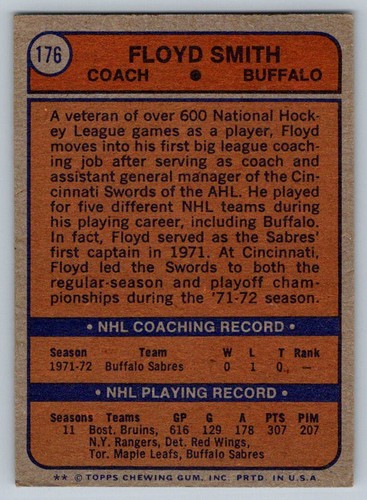 176
FLOYD SMITH
COACH • BUFFALO
A veteran of over 600 National Hock-
ey League games as a player, Floyd
moves into his first big league coach-
ing job after serving as coach and
assistant general manager of the Cin-
cinnati Swords of the AHL. He played
for five different NHL teams during
his playing career, including Buffalo.
In fact, Floyd served as the Sabres'
first captain in 1971. At Cincinnati,
Floyd led the Swords to both the
regular-season and playoff cham-
pionships during the '71-72 season.
• NHL COACHING RECORD •
Season Team W L T Rank
1971-72 Buffalo Sabres 0 1 0 —
• NHL PLAYING RECORD •
Seasons Teams GP G A PTS PIM
11 Bost. Bruins, 616 129 178 307 207
N.Y. Rangers, Det. Red Wings,
Tor. Maple Leafs, Buffalo Sabres
** © TOPPS CHEWING GUM, INC PRTD. IN U.S.A.